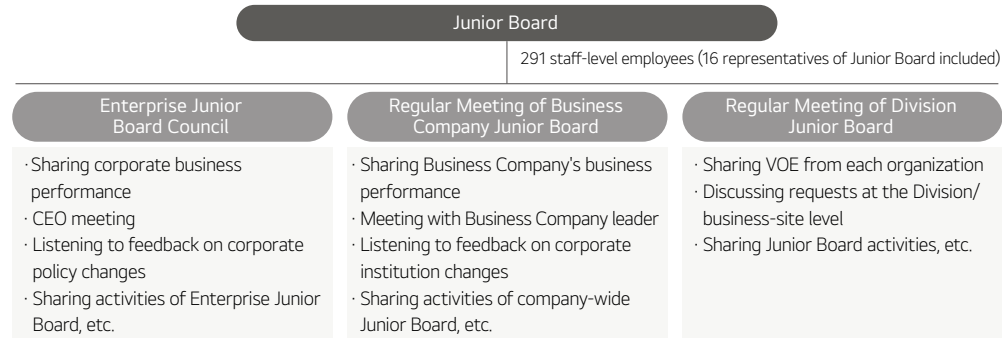 Junior Board
291 staff-level employees (16 representatives of Junior Board included)
Enterprise Junior
Board Council
· Sharing corporate business
performance
· CEO meeting
· Listening to feedback on corporate
policy changes
· Sharing activities of Enterprise Junior
Board, etc.
Regular Meeting of Business
Company Junior Board
· Sharing Business Company's business
performance
· Meeting with Business Company leader
· Listening to feedback on corporate
institution changes
· Sharing activities of company-wide
Junior Board, etc.
Regular Meeting of Division
Junior Board
· Sharing VOE from each organization
· Discussing requests at the Division/
business-site level
· Sharing Junior Board activities, etc.